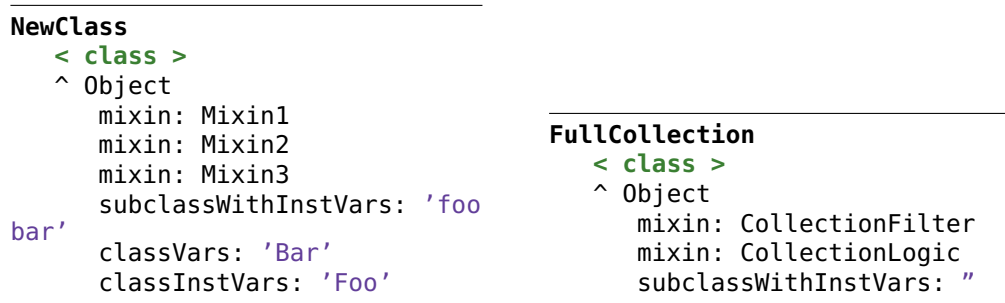 NewClass
< class >
^ Object
mixin: Mixin1
mixin: Mixin2
mixin: Mixin3
subclassWithInstVars: ’foo
bar’
classVars: ’Bar’
classInstVars: ’Foo’
FullCollection
< class >
^ Object
mixin: CollectionFilter
mixin: CollectionLogic
subclassWithInstVars: ”